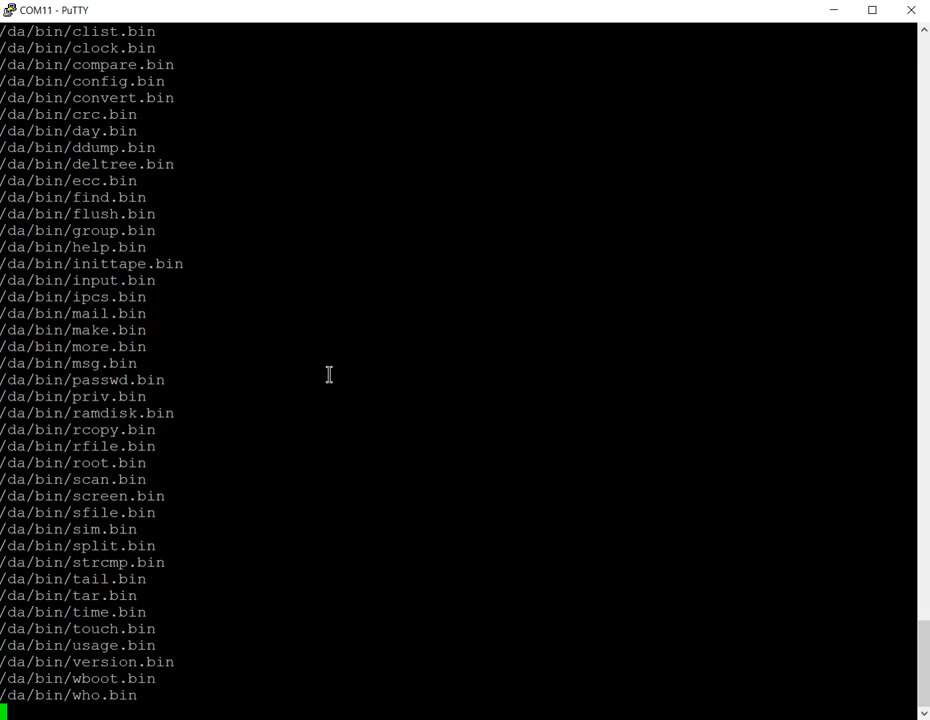 COM11 - PuTTY
/da/bin/clist.bin
/da/bin/clock.bin
/da/bin/compare.bin
/da/bin/config.bin
/da/bin/convert.bin
/da/bin/crc.bin
/da/bin/day.bin
/da/bin/ddump.bin
/da/bin/deltree.bin
/da/bin/ecc.bin
/da/bin/find.bin
/da/bin/flush.bin
/da/bin/group.bin
/da/bin/help.bin
/da/bin/inittape.bin
/da/bin/input.bin
/da/bin/ipcs.bin
/da/bin/mail.bin
/da/bin/make.bin
/da/bin/more.bin
/da/bin/msg.bin
/da/bin/passwd.bin
/da/bin/priv.bin
/da/bin/ramdisk.bin
/da/bin/rcopy.bin
/da/bin/rfile.bin
/da/bin/root.bin
/da/bin/scan.bin
/da/bin/screen.bin
/da/bin/sfile.bin
/da/bin/sim.bin
/da/bin/split.bin
/da/bin/strcmp.bin
/da/bin/tail.bin
/da/bin/tar.bin
/da/bin/time.bin
/da/bin/touch.bin
/da/bin/usage.bin
/da/bin/version.bin
/da/bin/wboot.bin
/da/bin/who.bin